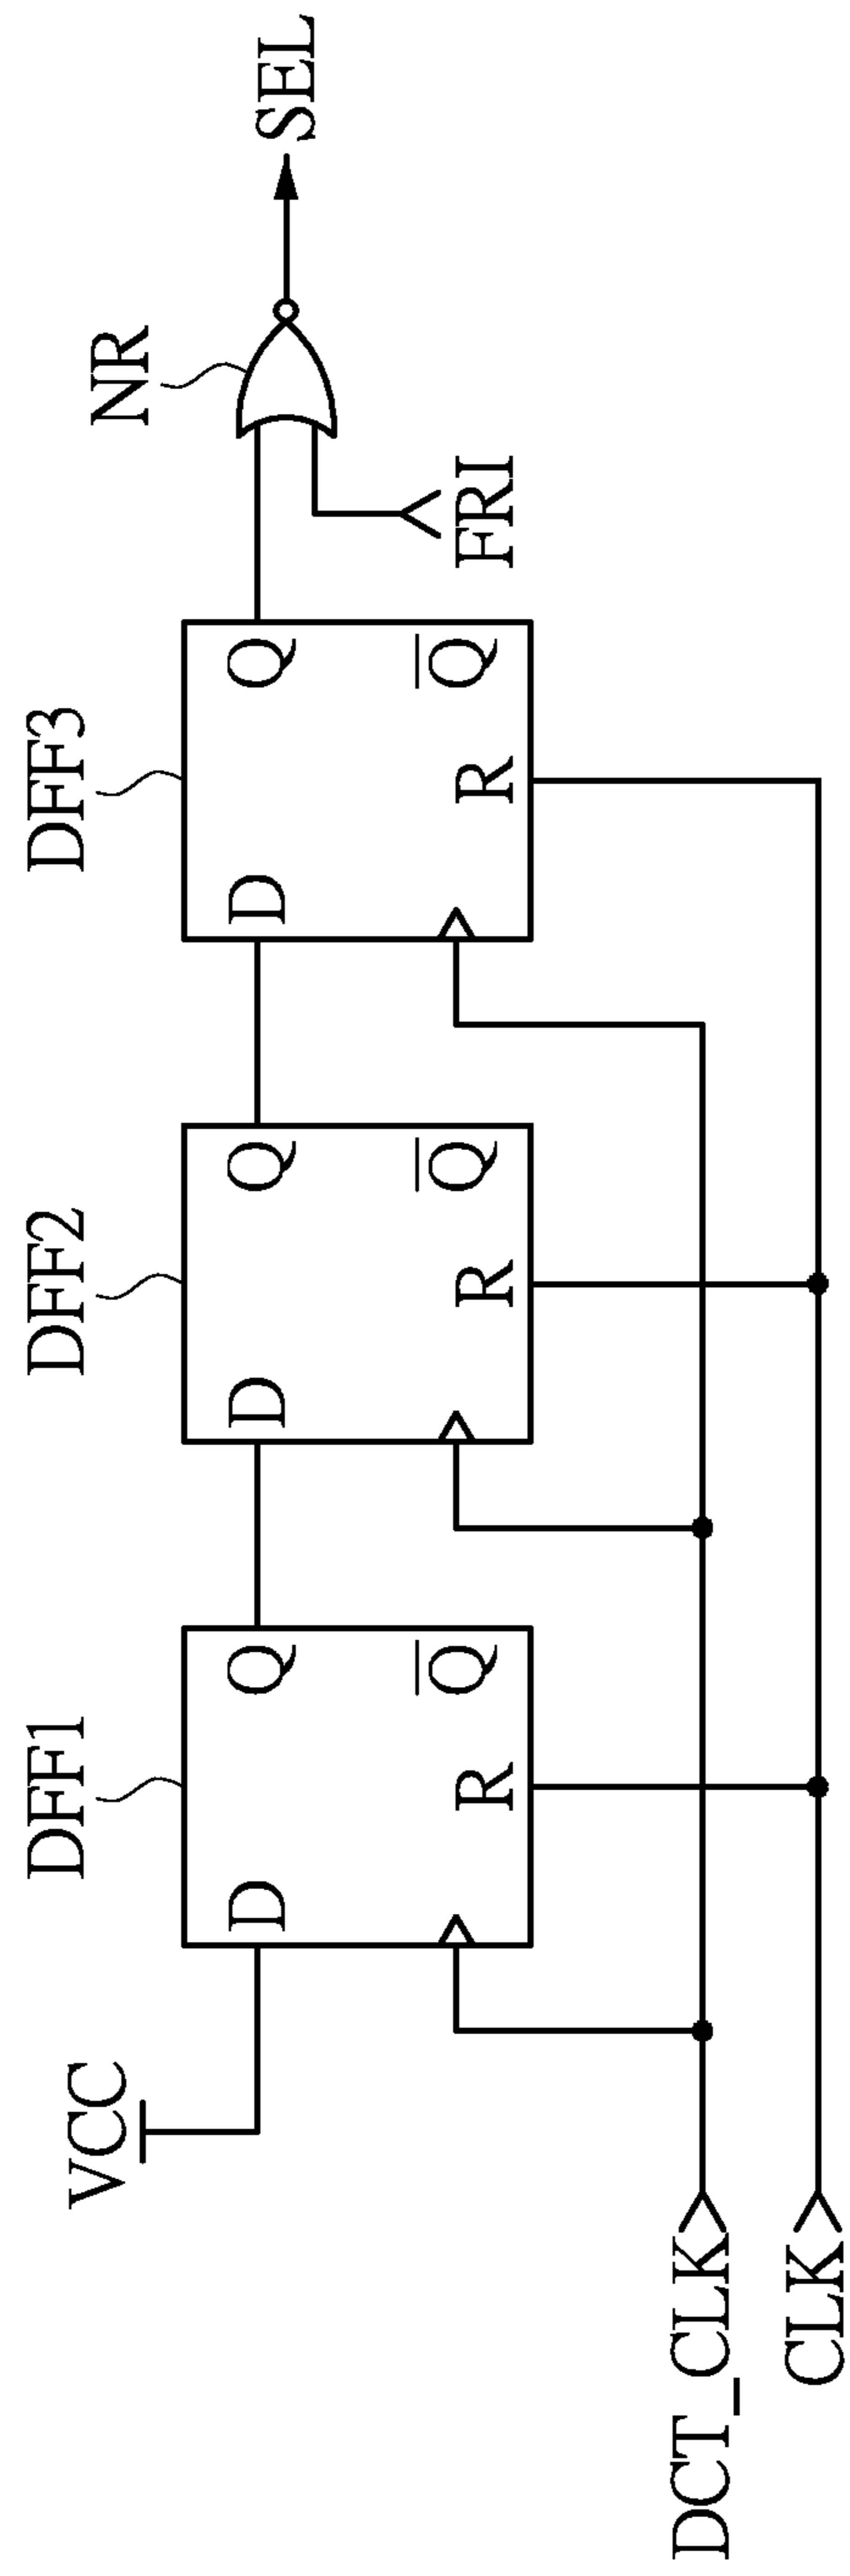 DFF1
DFF2
DFF3
NR
VCC
D
Q
D
Q
D
Q
SEL
R
Q
R
Q
R
Q
FRI
DCT_CLK
CLK